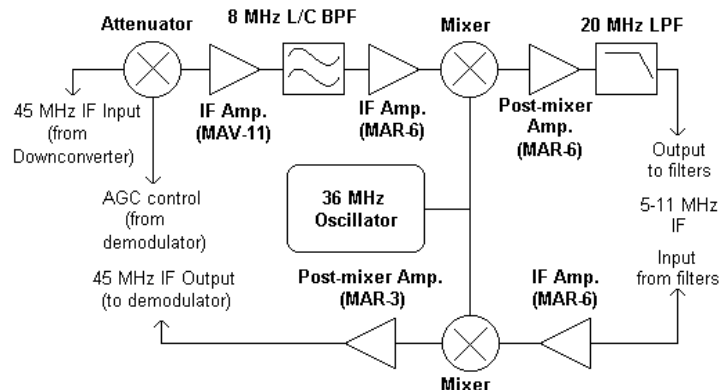 8 MHz L/C BPF
Attenuator
Mixer
20 MHz LPF
45 MHz IF Input
(from
Downconverter)
IF Amp.
(MAV-11)
IF Amp.
(MAR-6)
Post-mixer
Amp.
(MAR-6)
Output
to filters
AGC control
(from
demodulator)
36 MHz
Oscillator
5-11 MHz
IF
45 MHz IF Output
(to demodulator)
Post-mixer Amp.
(MAR-3)
IF Amp.
(MAR-6)
Input
from filters
Mixer